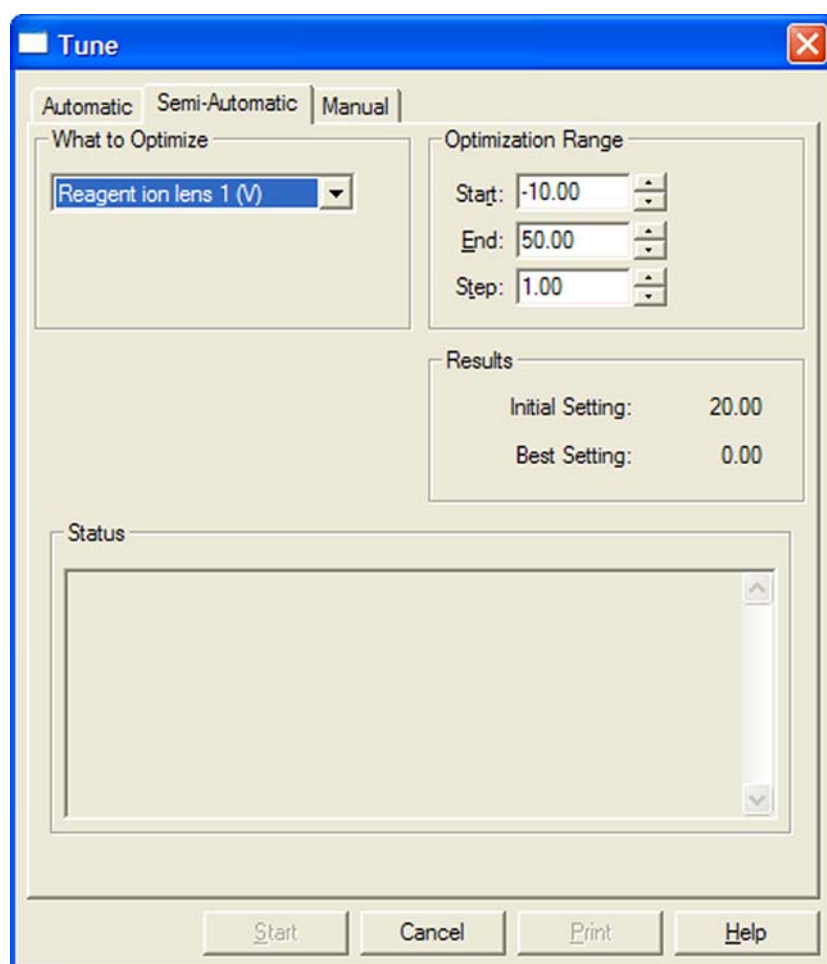 Tune
Automatic Semi-Automatic Manual
What to Optimize
Reagent ion lens 1 (V)
Optimization Range
Start: -10.00
End: 50.00
Step: 1.00
Results
Initial Setting: 20.00
Best Setting: 0.00
Status
Start Cancel Print Help